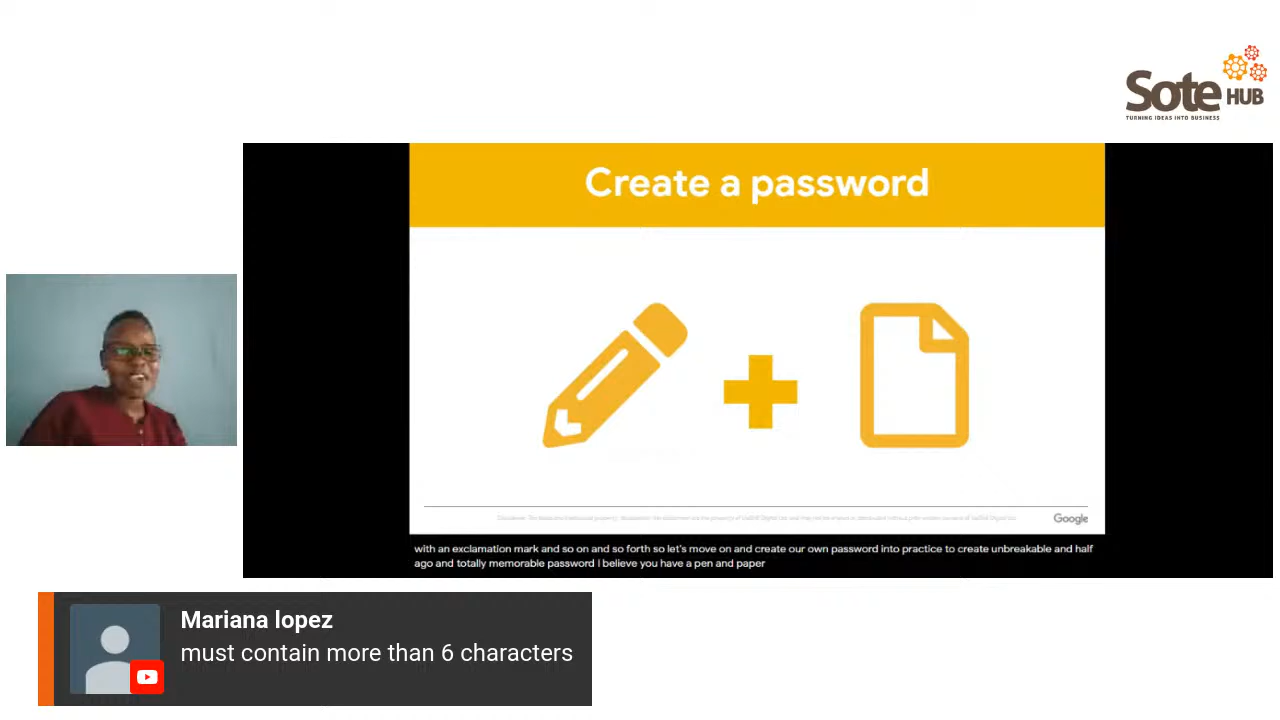 Sote HUB
TURNING IDEAS INTO BUSINESS
Create a password
Google
with an exclamation mark and so on and so forth so let's move on and create our own password into practice to create unbreakable and half
ago and totally memorable password I believe you have a pen and paper
Mariana lopez
must contain more than 6 characters